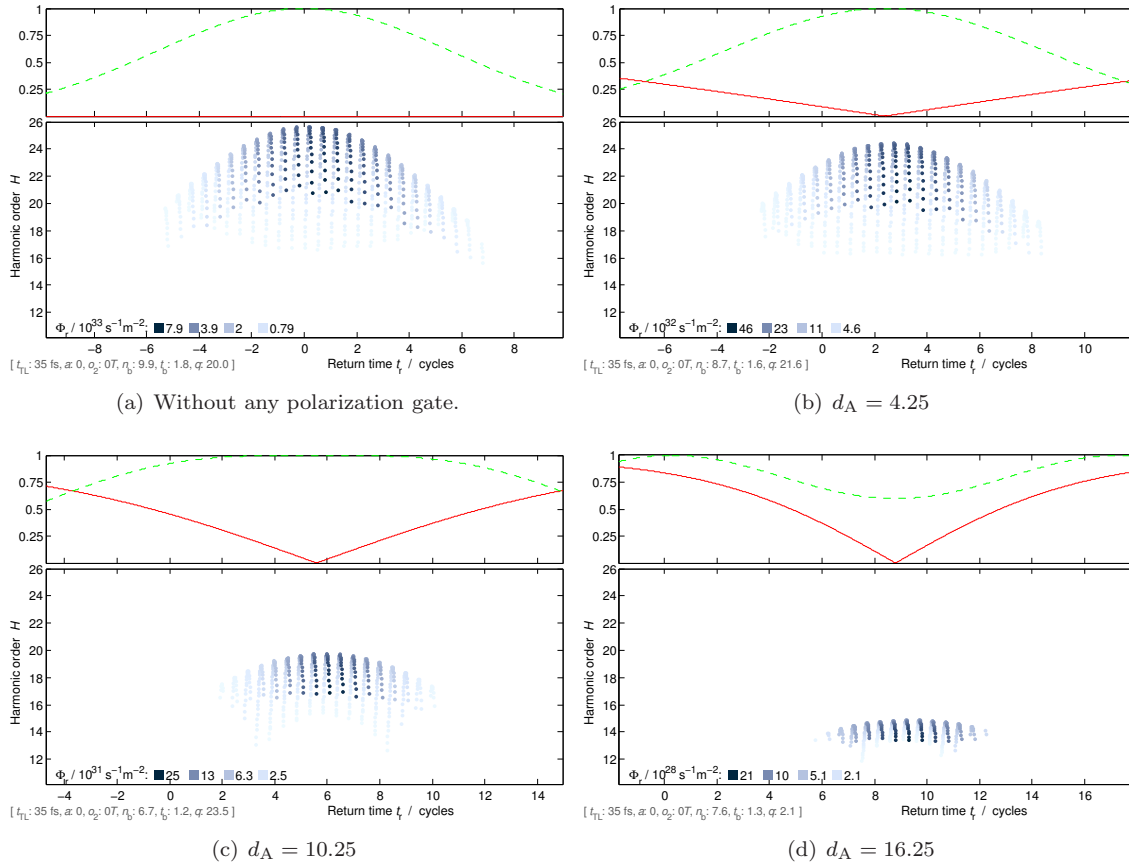 1
0.75
0.5
0.25
26
24
22
20
18
16
14
12
Harmonic order H
Φr / 10^33 s^−1 m^−2: 7.9 3.9 2 0.79
−8 −6 −4 −2 0 2 4 6 8
Return time tr / cycles
[ tTL: 35 fs, a: 0, o2: 0T, nb: 9.9, tb: 1.8, q: 20.0 ]
(a) Without any polarization gate.
1
0.75
0.5
0.25
26
24
22
20
18
16
14
12
Harmonic order H
Φr / 10^32 s^−1 m^−2: 46 23 11 4.6
−6 −4 −2 0 2 4 6 8 10
Return time tr / cycles
[ tTL: 35 fs, a: 0, o2: 0T, nb: 8.7, tb: 1.6, q: 21.6 ]
(b) dA = 4.25
1
0.75
0.5
0.25
26
24
22
20
18
16
14
12
Harmonic order H
Φr / 10^31 s^−1 m^−2: 25 13 6.3 2.5
−4 −2 0 2 4 6 8 10 12 14
Return time tr / cycles
[ tTL: 35 fs, a: 0, o2: 0T, nb: 6.7, tb: 1.2, q: 23.5 ]
(c) dA = 10.25
1
0.75
0.5
0.25
26
24
22
20
18
16
14
12
Harmonic order H
Φr / 10^28 s^−1 m^−2: 21 10 5.1 2.1
0 2 4 6 8 10 12 14 16
Return time tr / cycles
[ tTL: 35 fs, a: 0, o2: 0T, nb: 7.6, tb: 1.3, q: 2.1 ]
(d) dA = 16.25